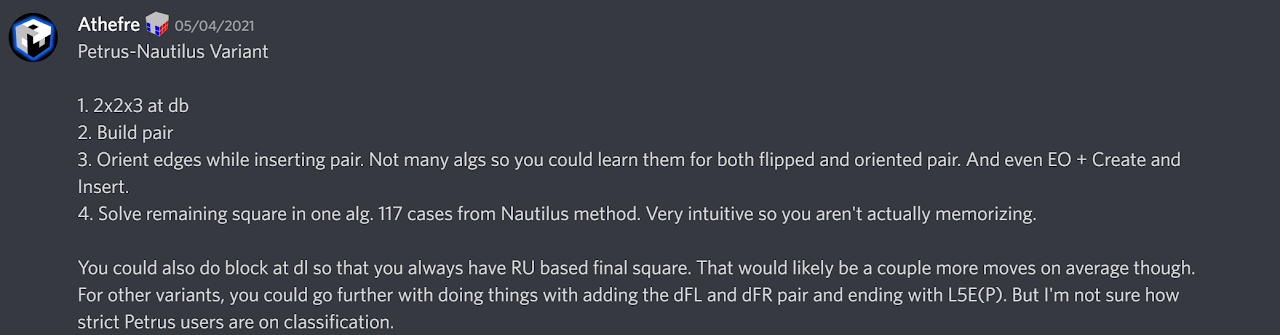 Athefre 05/04/2021
Petrus-Nautilus Variant
1. 2x2x3 at db
2. Build pair
3. Orient edges while inserting pair. Not many algs so you could learn them for both flipped and oriented pair. And even EO + Create and
Insert.
4. Solve remaining square in one alg. 117 cases from Nautilus method. Very intuitive so you aren't actually memorizing.
You could also do block at dl so that you always have RU based final square. That would likely be a couple more moves on average though.
For other variants, you could go further with doing things with adding the dFL and dFR pair and ending with L5E(P). But I'm not sure how
strict Petrus users are on classification.